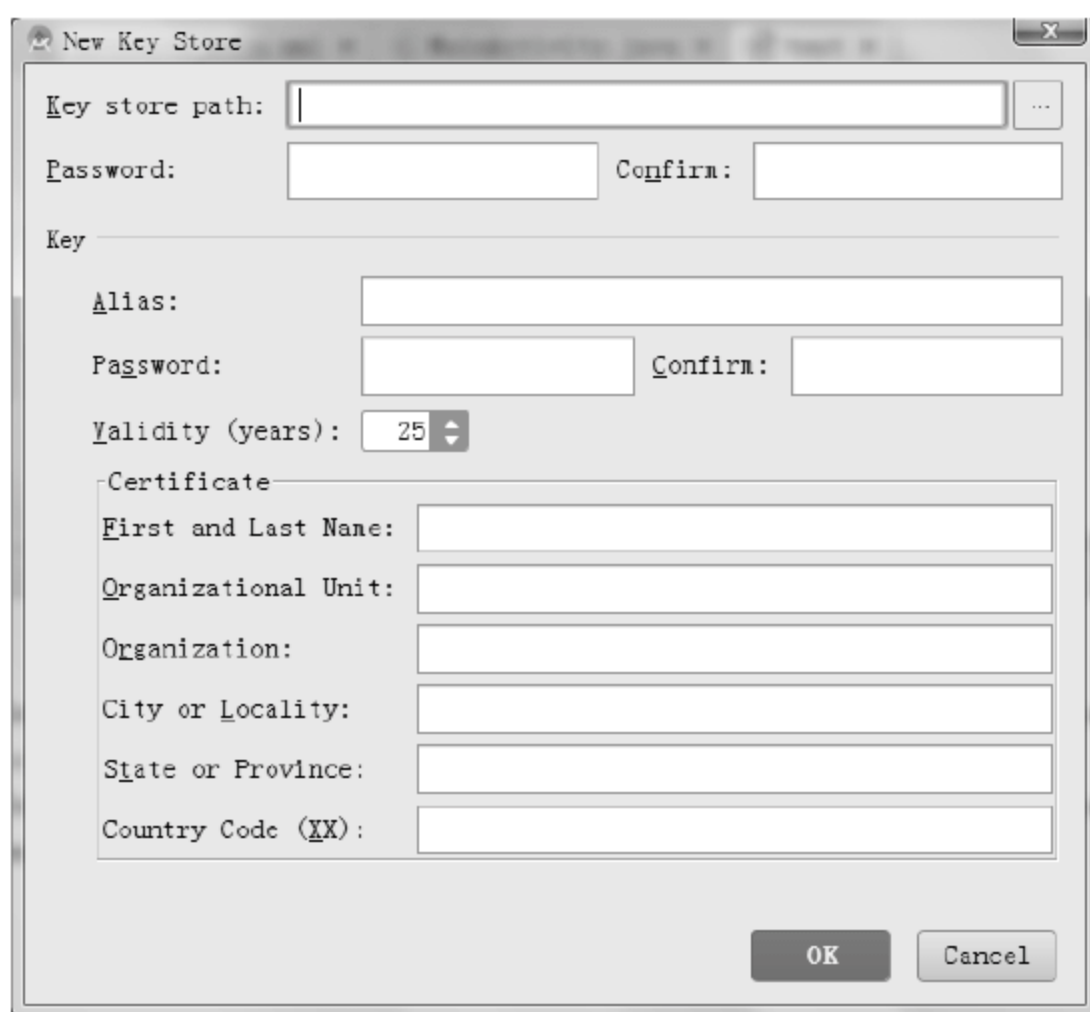 New Key Store
Key store path:
...
Password: Confirm:
Key
Alias:
Password: Confirm:
Validity (years): 25
Certificate
First and Last Name:
Organizational Unit:
Organization:
City or Locality:
State or Province:
Country Code (XX):
OK Cancel